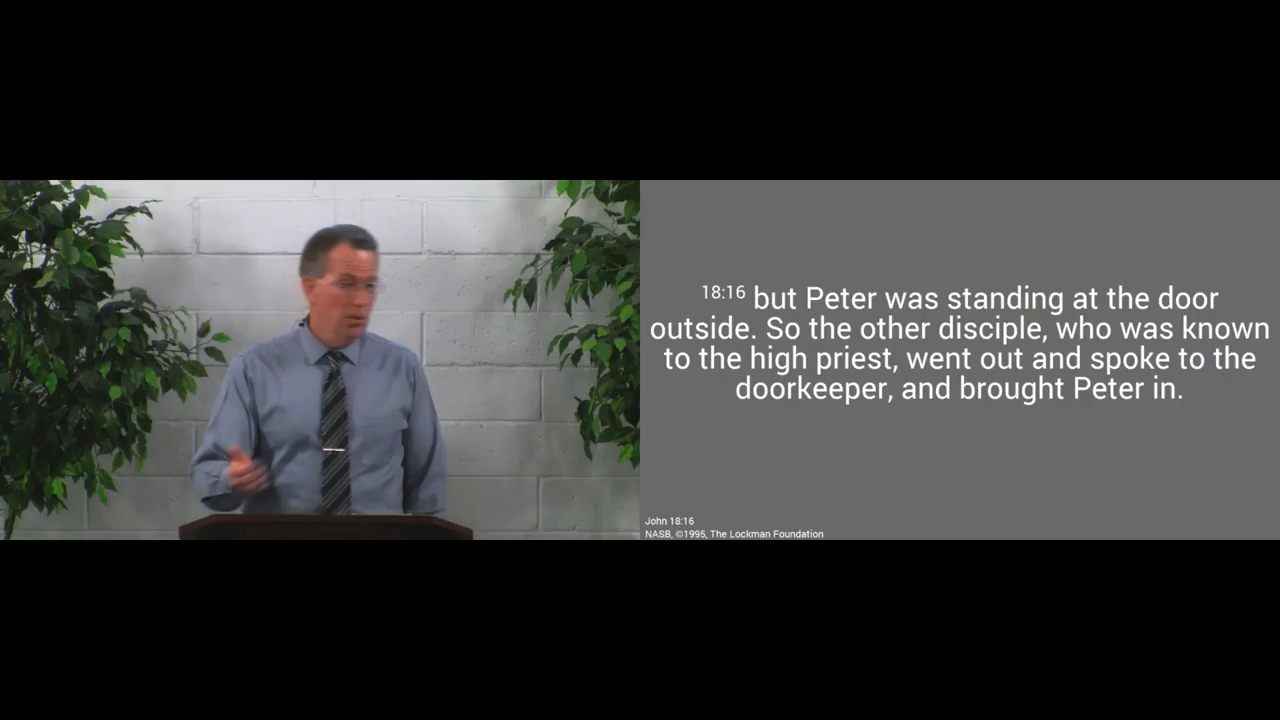 18:16 but Peter was standing at the door
outside. So the other disciple, who was known
to the high priest, went out and spoke to the
doorkeeper, and brought Peter in.
John 18:16
NASB, ©1995, The Lockman Foundation